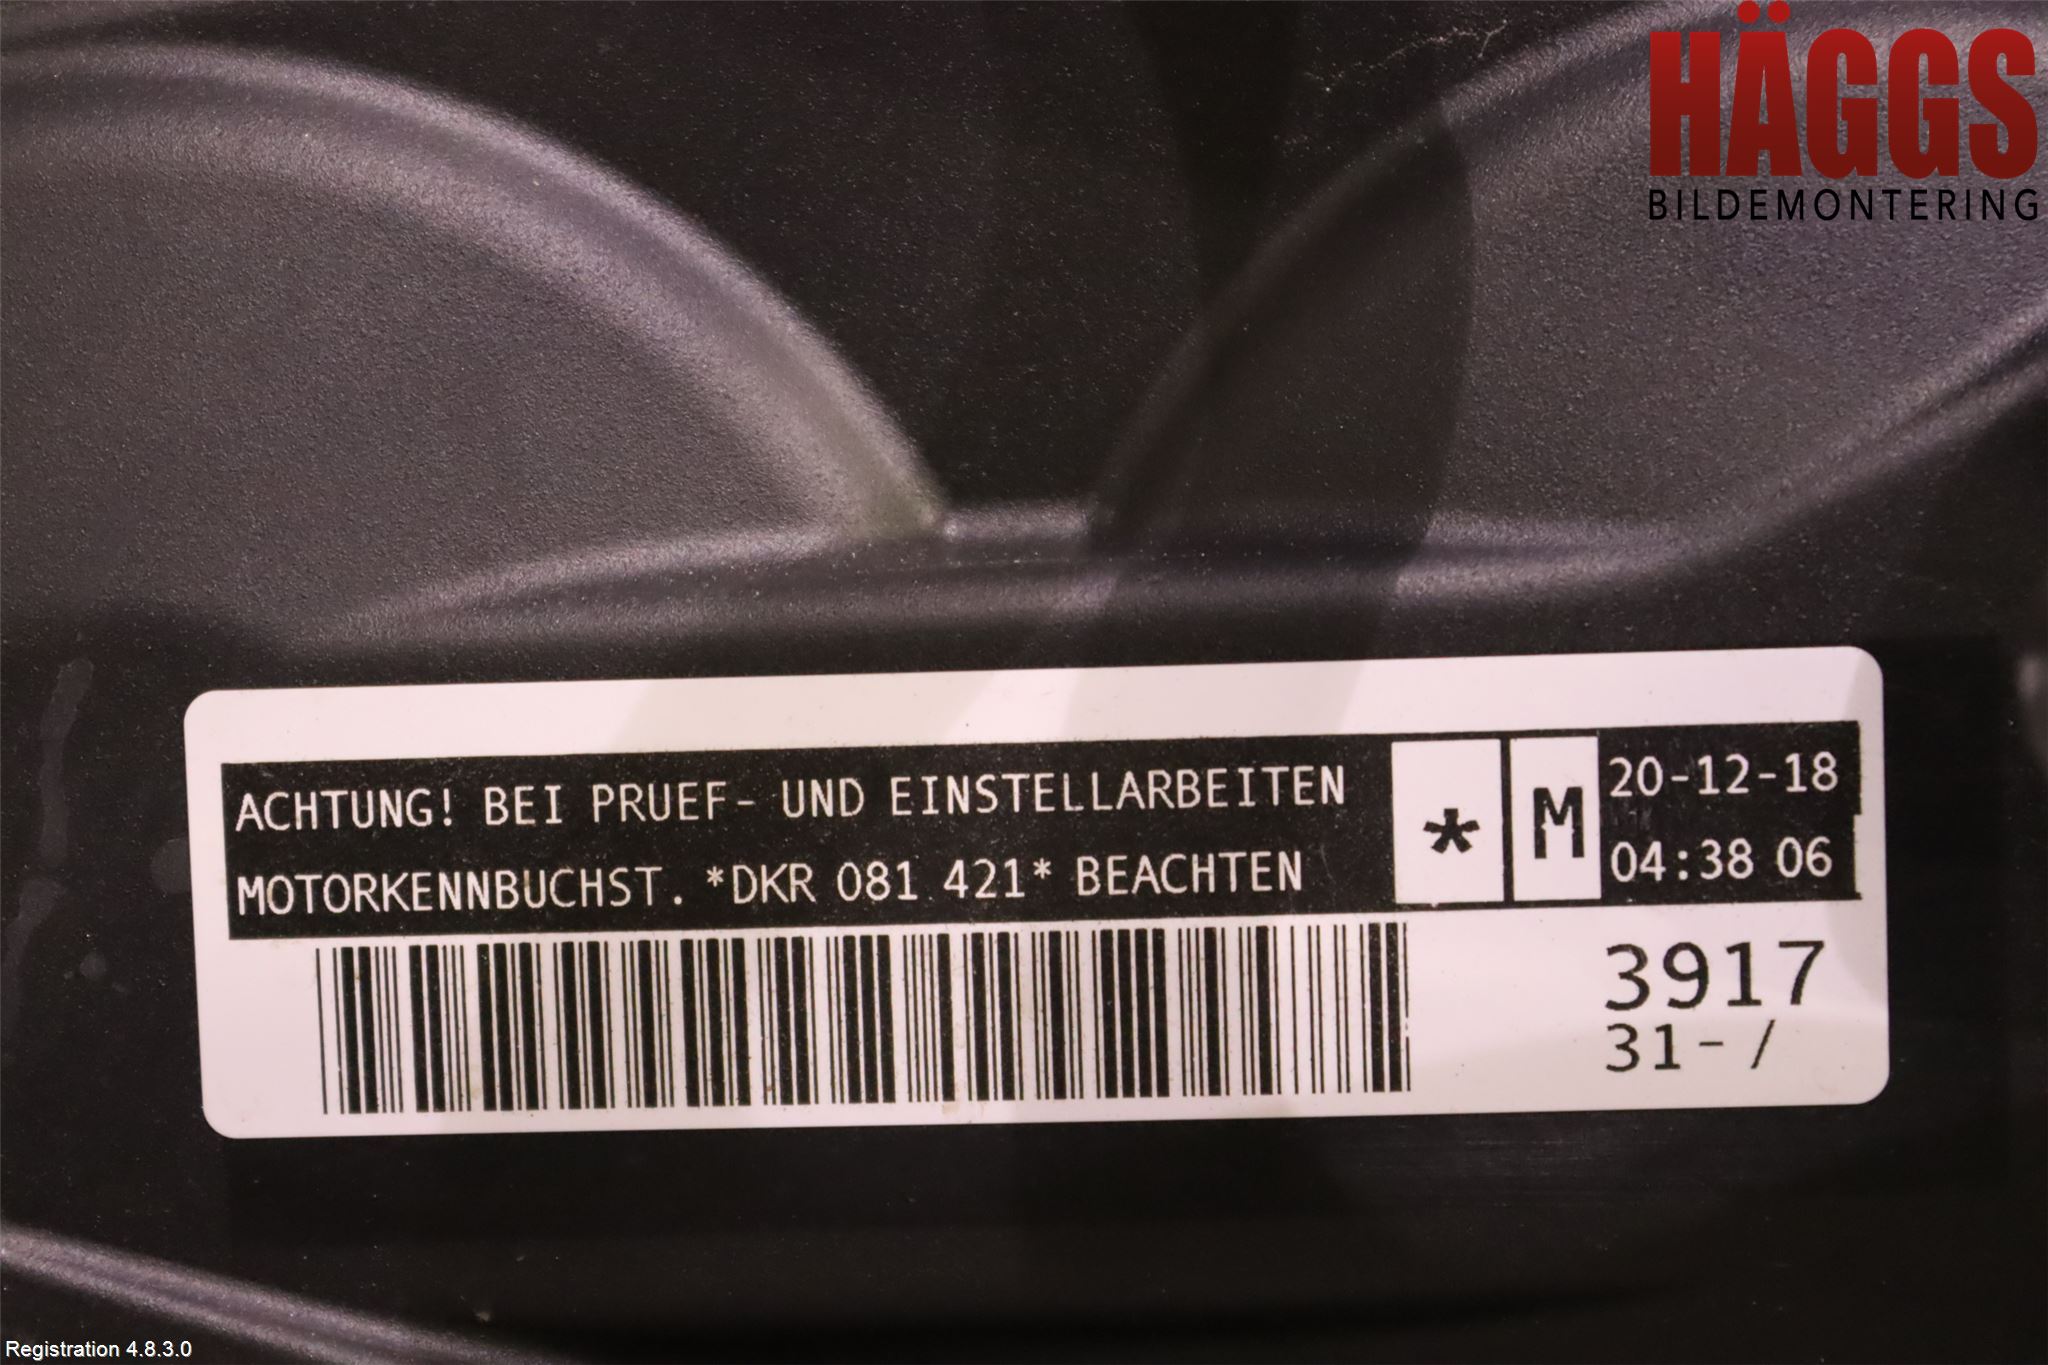 HÄGGS
BILDEMONTERING
ACHTUNG! BEI PRUEF- UND EINSTELLARBEITEN
MOTORKENNBUCHST. *DKR 081 421* BEACHTEN
* M
20-12-18
04:38 06
3917
31-/
Registration 4.8.3.0